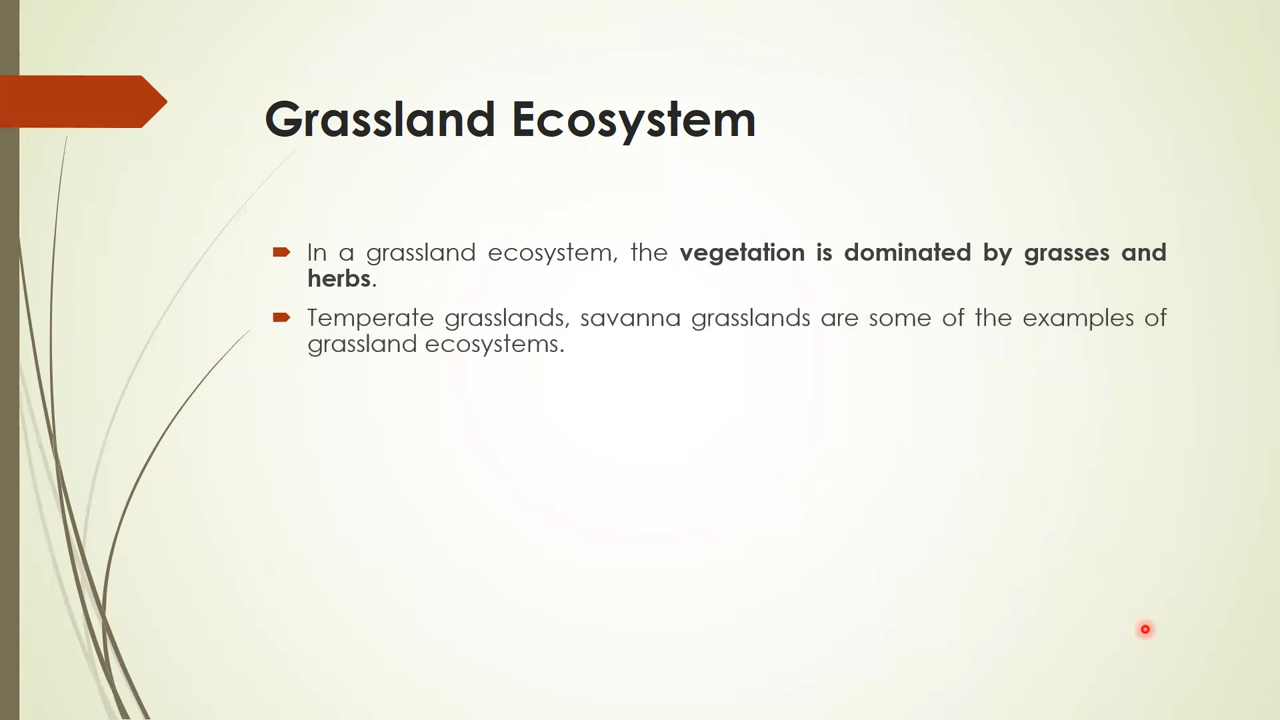 Grassland Ecosystem
In a grassland ecosystem, the vegetation is dominated by grasses and
herbs.
Temperate grasslands, savanna grasslands are some of the examples of
grassland ecosystems.